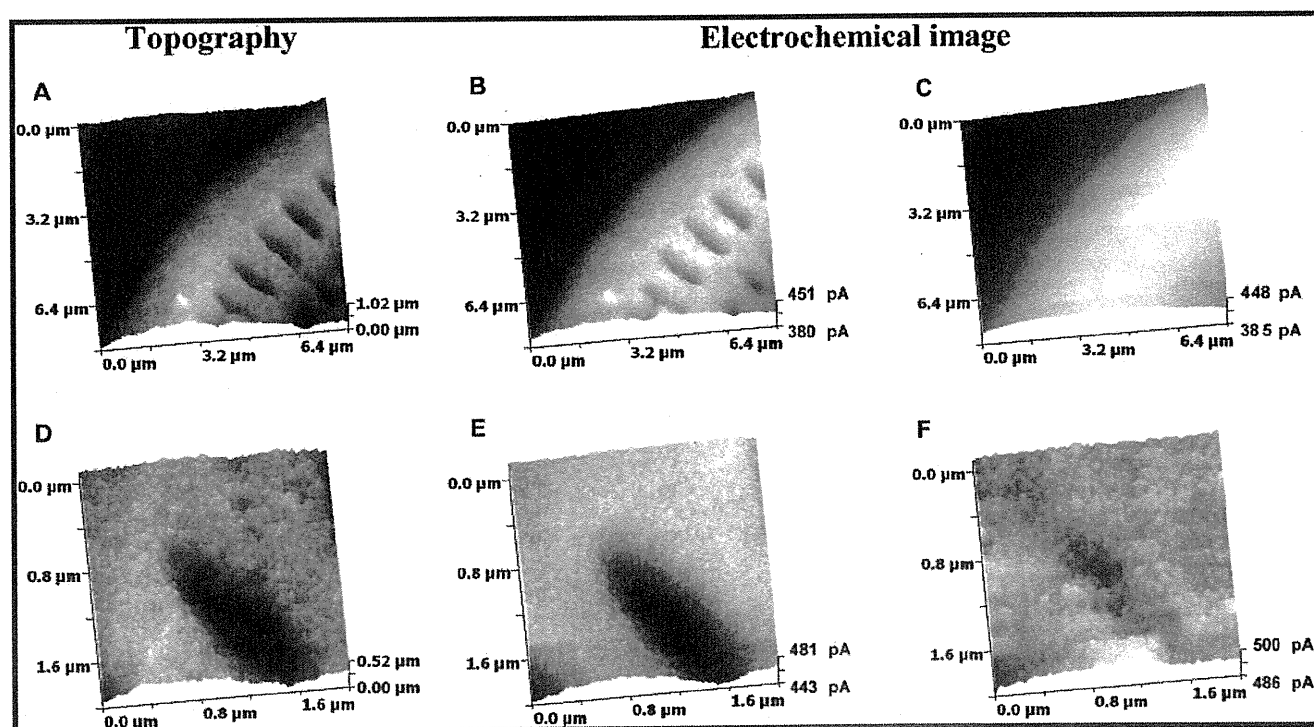 Topography
Electrochemical image
A
B
C
0.0 µm
3.2 µm
6.4 µm
1.02 µm
0.00 µm
0.0 µm
3.2 µm
6.4 µm
0.0 µm
3.2 µm
6.4 µm
451 pA
380 pA
0.0 µm
3.2 µm
6.4 µm
0.0 µm
3.2 µm
6.4 µm
448 pA
385 pA
0.0 µm
3.2 µm
6.4 µm
D
E
F
0.0 µm
0.8 µm
1.6 µm
0.52 µm
0.00 µm
0.0 µm
0.8 µm
1.6 µm
0.0 µm
0.8 µm
1.6 µm
481 pA
443 pA
0.0 µm
0.8 µm
1.6 µm
0.0 µm
0.8 µm
1.6 µm
500 pA
486 pA
0.0 µm
0.8 µm
1.6 µm